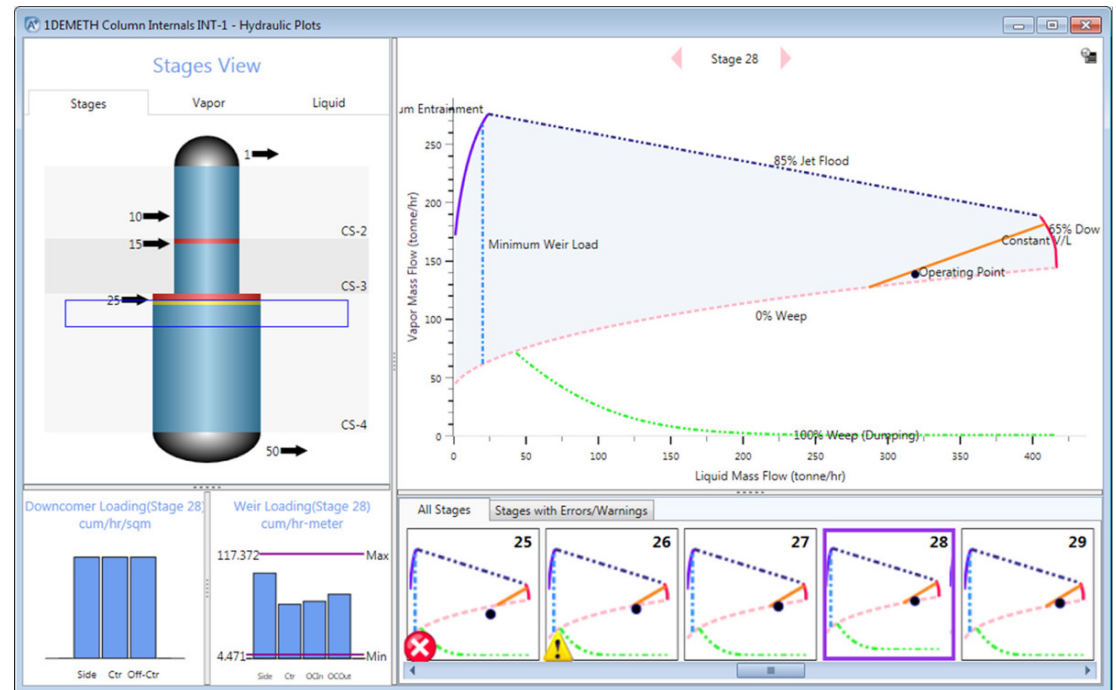 1DEMETH Column Internals INT-1 - Hydraulic Plots
Stages View
Stages Vapor Liquid
1
10
CS-2
15
CS-3
25
CS-4
50
Downcomer Loading(Stage 28)
cum/hr/sqm
Side Ctr Off-Ctr
Weir Loading(Stage 28)
cum/hr-meter
117.372 Max
4.471 Min
Side Ctr OCIn OCOut
Stage 28
um Entrainment
250
85% Jet Flood
200
65% Dow
Constant V/L
Minimum Weir Load
150
Operating Point
Vapor Mass Flow (tonne/hr)
100
0% Weep
50
100% Weep (Dumping)
0
0 50 100 150 200 250 300 350 400
Liquid Mass Flow (tonne/hr)
All Stages Stages with Errors/Warnings
25 26 27 28 29